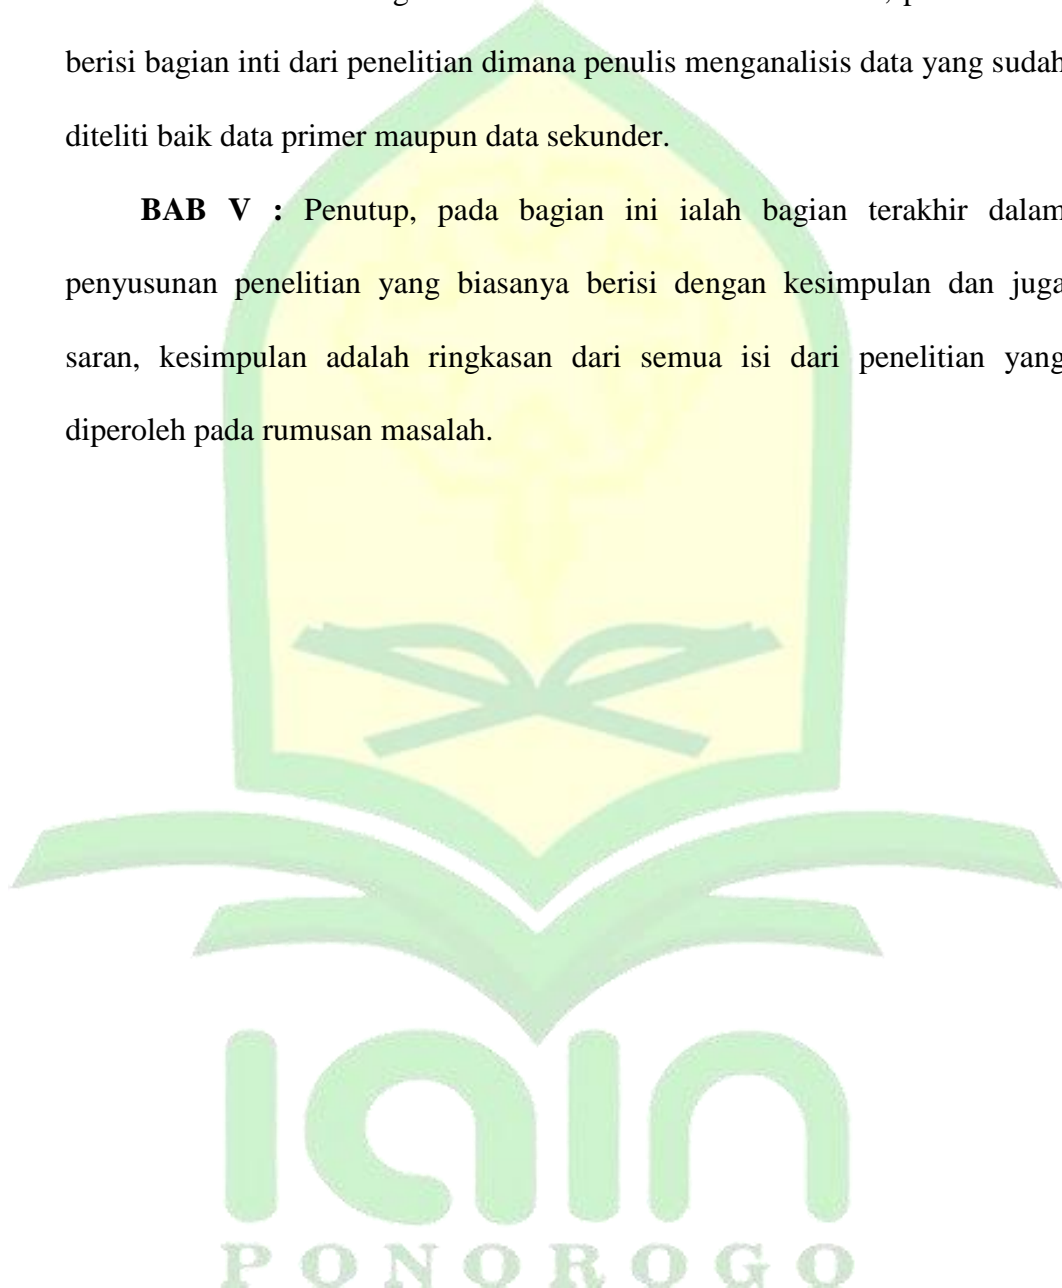 berisi bagian inti dari penelitian dimana penulis menganalisis data yang sudah
diteliti baik data primer maupun data sekunder.
BAB V : Penutup, pada bagian ini ialah bagian terakhir dalam
penyusunan penelitian yang biasanya berisi dengan kesimpulan dan juga
saran, kesimpulan adalah ringkasan dari semua isi dari penelitian yang
diperoleh pada rumusan masalah.
iain
PONOROGO